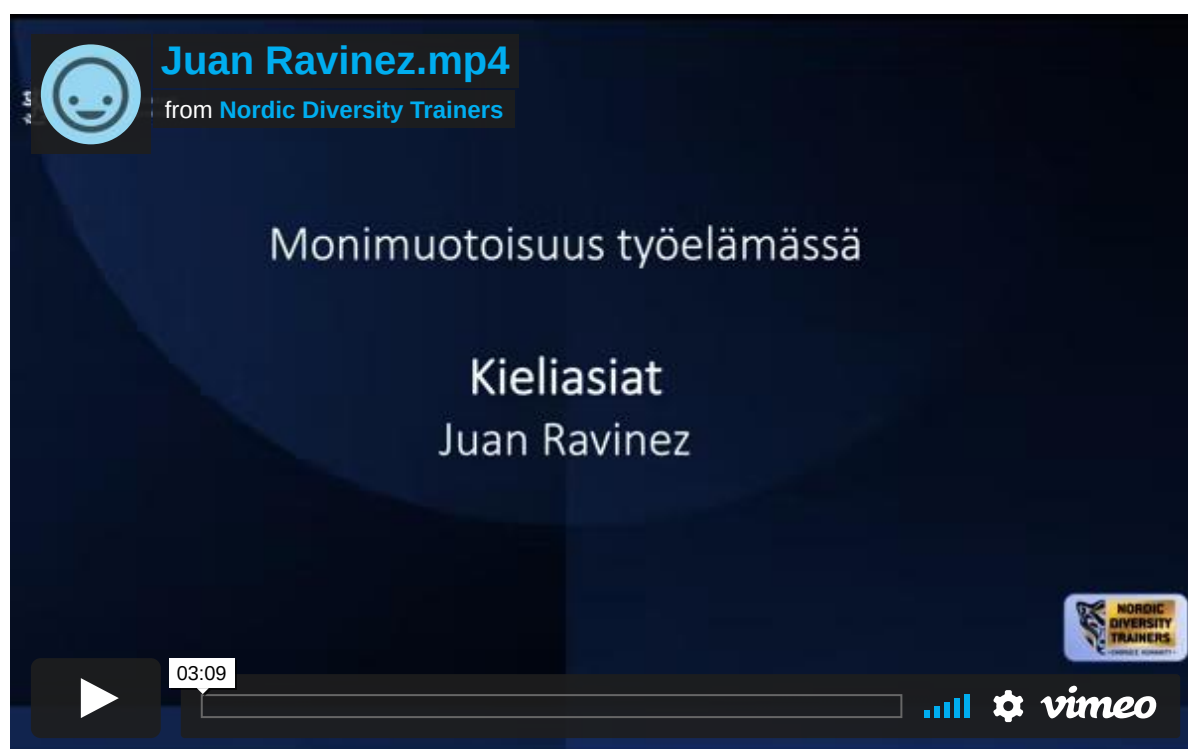 Juan Ravinez.mp4
from Nordic Diversity Trainers
Monimuotoisuus työelämässä
Kieliasiat
Juan Ravinez
NORDIC
DIVERSITY
TRAINERS
03:09
vimeo